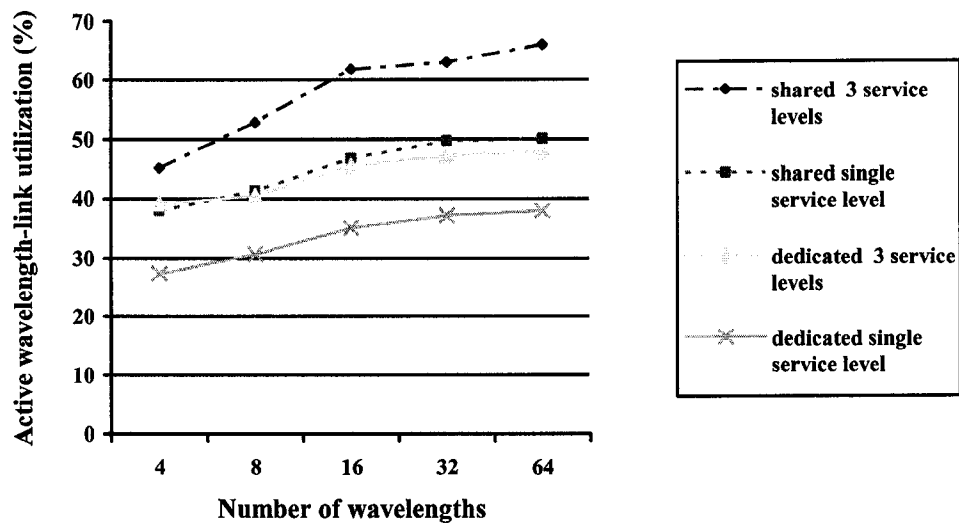 70
60
50
40
30
20
10
0
Active wavelength-link utilization (%)
4 8 16 32 64
Number of wavelengths
shared 3 service
levels
shared single
service level
dedicated 3 service
levels
dedicated single
service level